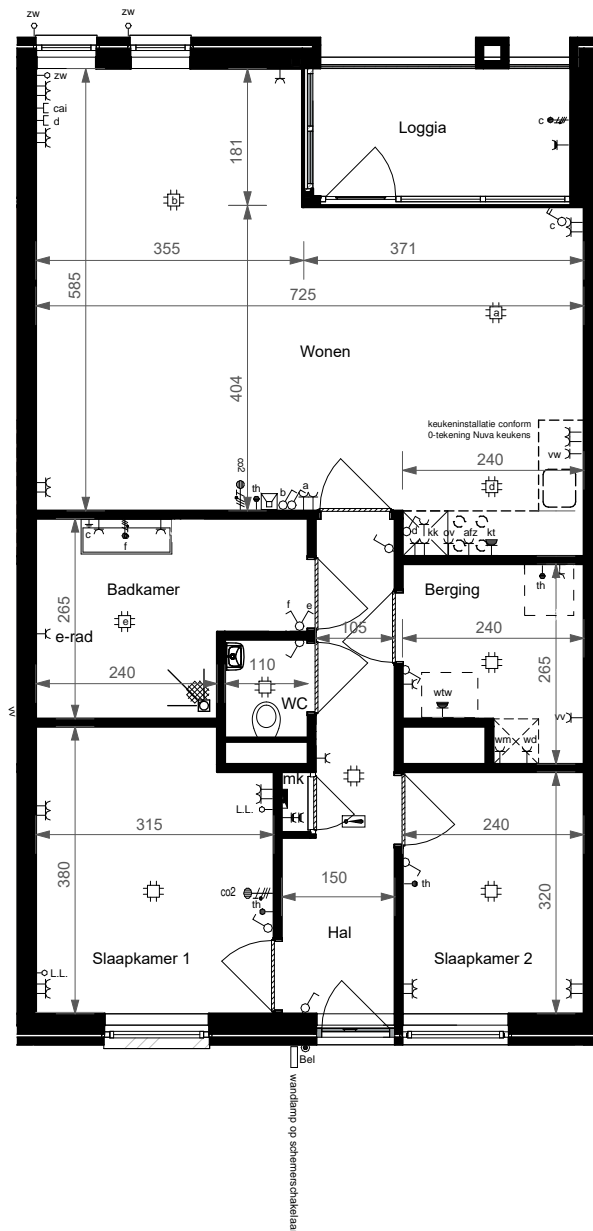 zw
zw
zw
cai
d
c
Loggia
181
b
c
355
371
585
725
a
Wonen
404
keukeninstallatie conform
0-tekening Nuva keukens
vw
240
co2
th
b
a
d
c
f
d
kk
ov
afz
kt
Badkamer
Berging
th
265
e
f
e
e-rad
105
240
265
240
110
WC
wtw
vv
vv
wm
wd
mk
L.L.
315
240
380
150
320
co2
th
th
Hal
Slaapkamer 1
Slaapkamer 2
L.L.
Bel
wandlamp op schemerschakelaa